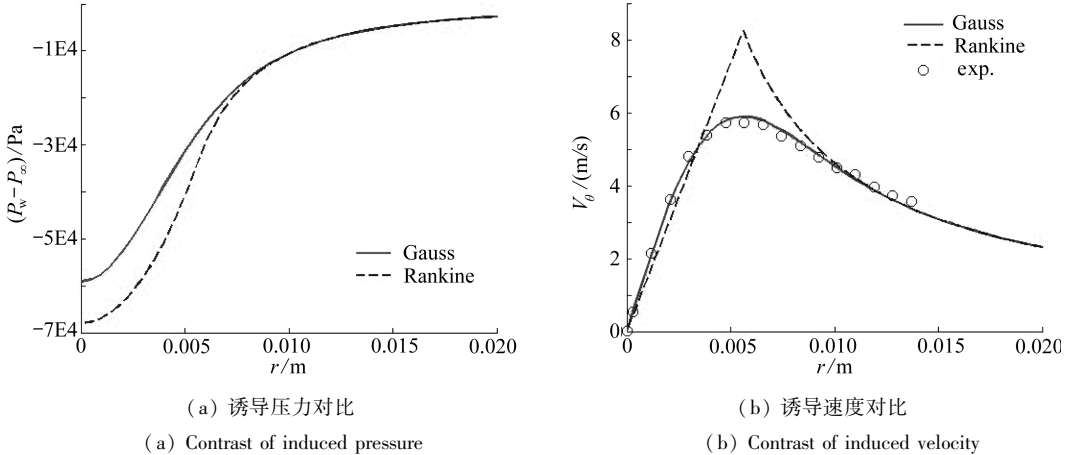 (P_w−P_∞)/Pa
−1E4
−3E4
−5E4
−7E4
Gauss
Rankine
0
0.005
0.010
0.015
0.020
r/m
(a) 诱导压力对比
(a) Contrast of induced pressure
V_θ/(m/s)
8
6
4
2
0
Gauss
Rankine
exp.
0
0.005
0.010
0.015
0.020
r/m
(b) 诱导速度对比
(b) Contrast of induced velocity